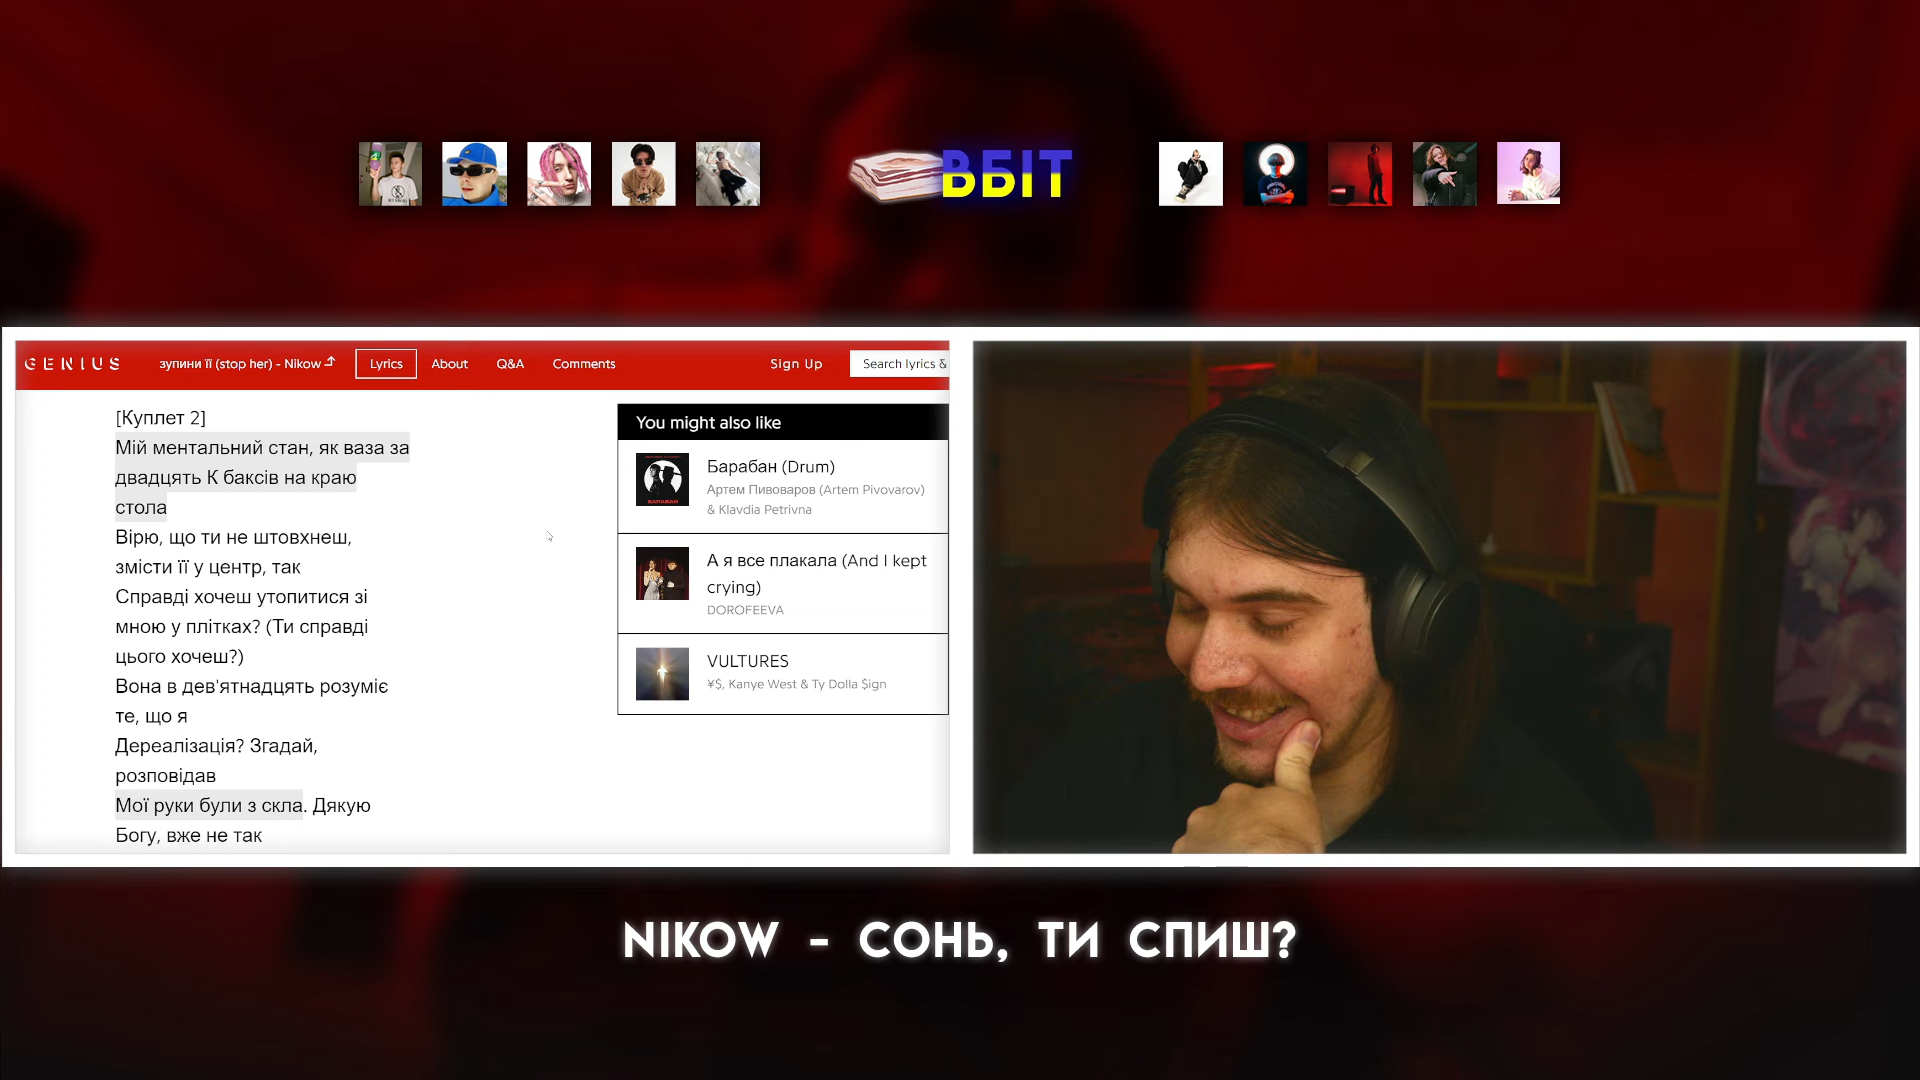 ВБІТ
GENIUS
зупини її (stop her) - Nikow
Lyrics
About
Q&A
Comments
Sign Up
Search lyrics &
[Куплет 2]
Мій ментальний стан, як ваза за
двадцять К баксів на краю
стола
Вірю, що ти не штовхнеш,
змісти її у центр, так
Справді хочеш утопитися зі
мною у плітках? (Ти справді
цього хочеш?)
Вона в дев'ятнадцять розуміє
те, що я
Дереалізація? Згадай,
розповідав
Мої руки були з скла. Дякую
Богу, вже не так
You might also like
Барабан (Drum)
Артем Пивоваров (Artem Pivovarov)
& Klavdia Petrivna
А я все плакала (And I kept
crying)
DOROFEEVA
VULTURES
¥$, Kanye West & Ty Dolla $ign
БАРАБАН
NIKOW - СОНЬ, ТИ СПИШ?